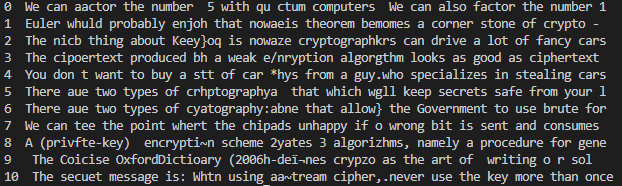 0  We can aactor the number  5 with qu ctum computers  We can also factor the number 1
1  Euler whuld probably enjoh that nowaeis theorem bemomes a corner stone of crypto -
2  The nicb thing about Keey}oq is nowaze cryptographkrs can drive a lot of fancy cars
3  The cipoertext produced bh a weak e/nryption algorgthm looks as good as ciphertext
4  You don t want to buy a stt of car *hys from a guy.who specializes in stealing cars
5  There aue two types of crhptographya  that which wgll keep secrets safe from your l
6  There aue two types of cyatography:abne that allow} the Government to use brute for
7  We can tee the point whert the chipads unhappy if o wrong bit is sent and consumes
8  A (privfte-key)  encrypti~n scheme 2yates 3 algorizhms, namely a procedure for gene
9   The Coicise OxfordDictioary (2006h-deï¬nes crypzo as the art of  writing o r sol
10  The secuet message is: Whtn using aa~tream cipher,.never use the key more than once